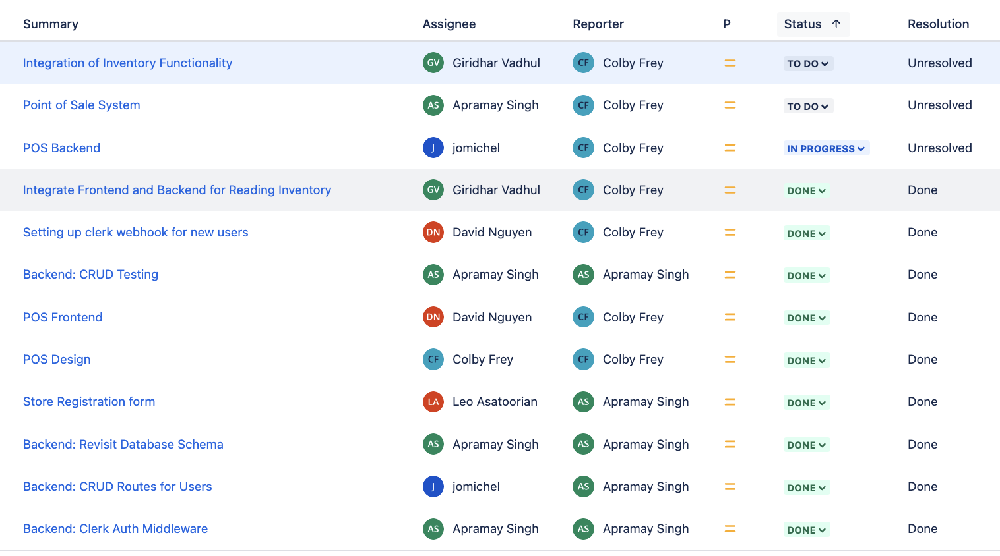 Summary Assignee Reporter P Status ↑ Resolution
Integration of Inventory Functionality GV Giridhar Vadhul CF Colby Frey TO DO Unresolved
Point of Sale System AS Apramay Singh CF Colby Frey TO DO Unresolved
POS Backend J jomichel CF Colby Frey IN PROGRESS Unresolved
Integrate Frontend and Backend for Reading Inventory GV Giridhar Vadhul CF Colby Frey DONE Done
Setting up clerk webhook for new users DN David Nguyen CF Colby Frey DONE Done
Backend: CRUD Testing AS Apramay Singh AS Apramay Singh DONE Done
POS Frontend DN David Nguyen CF Colby Frey DONE Done
POS Design CF Colby Frey CF Colby Frey DONE Done
Store Registration form LA Leo Asatoorian AS Apramay Singh DONE Done
Backend: Revisit Database Schema AS Apramay Singh AS Apramay Singh DONE Done
Backend: CRUD Routes for Users J jomichel AS Apramay Singh DONE Done
Backend: Clerk Auth Middleware AS Apramay Singh AS Apramay Singh DONE Done